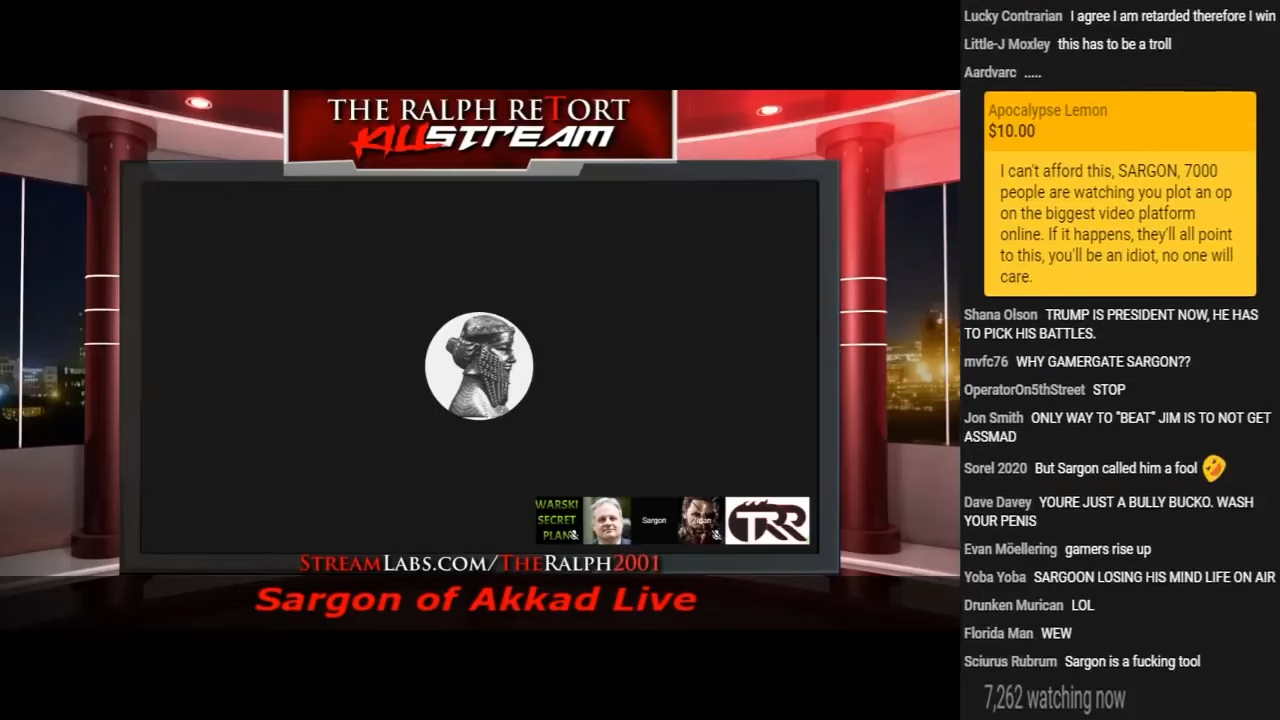 THE RALPH RETORT
KILLSTREAM
WARSKI
SECRET
PLAN
Sargon
Zidan
TRR
STREAMLABS.COM/THERALPH2001
Sargon of Akkad Live
Lucky Contrarian I agree I am retarded therefore I win
Little-J Moxley this has to be a troll
Aardvarc .....
Apocalypse Lemon
$10.00
I can't afford this, SARGON, 7000
people are watching you plot an op
on the biggest video platform
online. If it happens, they'll all point
to this, you'll be an idiot, no one will
care.
Shana Olson TRUMP IS PRESIDENT NOW, HE HAS
TO PICK HIS BATTLES.
mvfc76 WHY GAMERGATE SARGON??
OperatorOn5thStreet STOP
Jon Smith ONLY WAY TO "BEAT" JIM IS TO NOT GET
ASSMAD
Sorel 2020 But Sargon called him a fool 🤣
Dave Davey YOURE JUST A BULLY BUCKO. WASH
YOUR PENIS
Evan Möellering gamers rise up
Yoba Yoba SARGOON LOSING HIS MIND LIFE ON AIR
Drunken Murican LOL
Florida Man WEW
Sciurus Rubrum Sargon is a fucking tool
7,262 watching now